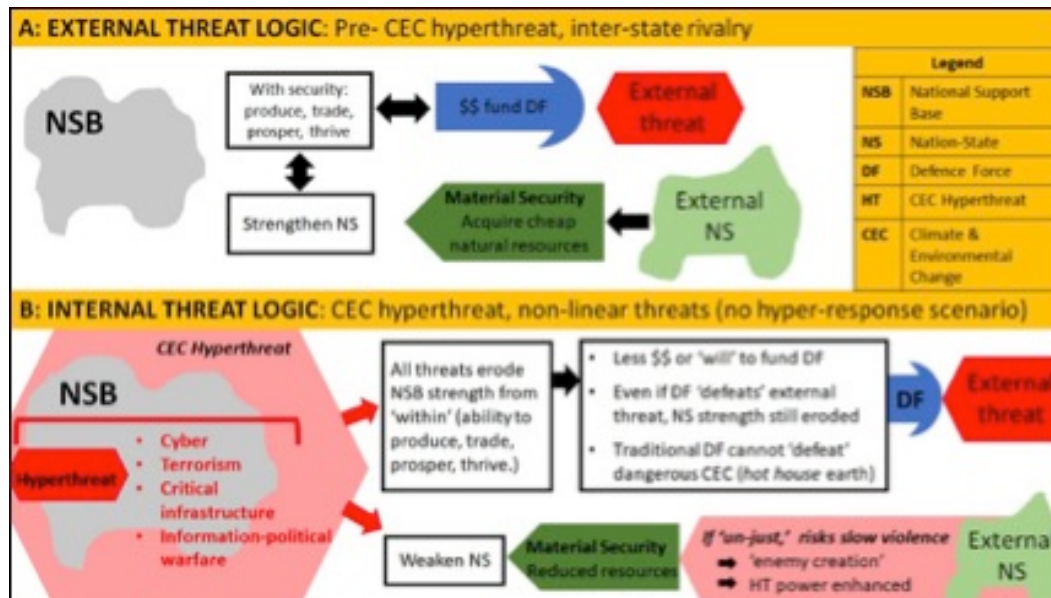 A: EXTERNAL THREAT LOGIC: Pre- CEC hyperthreat, inter-state rivalry
NSB
With security:
produce, trade,
prosper, thrive
$$ fund DF
External
threat
Strengthen NS
Material Security
Acquire cheap
natural resources
External
NS
Legend
NSB National Support
Base
NS Nation-State
DF Defence Force
HT CEC Hyperthreat
CEC Climate &
Environmental
Change
B: INTERNAL THREAT LOGIC: CEC hyperthreat, non-linear threats (no hyper-response scenario)
CEC Hyperthreat
NSB
Hyperthreat
• Cyber
• Terrorism
• Critical
infrastructure
• Information-political
warfare
All threats erode
NSB strength from
'within' (ability to
produce, trade,
prosper, thrive.)
• Less $$ or 'will' to fund DF
• Even if DF 'defeats' external
threat, NS strength still eroded
• Traditional DF cannot 'defeat'
dangerous CEC (hot house earth)
DF
External
threat
Weaken NS
Material Security
Reduced resources
If 'un-just,' risks slow violence
'enemy creation'
HT power enhanced
External
NS